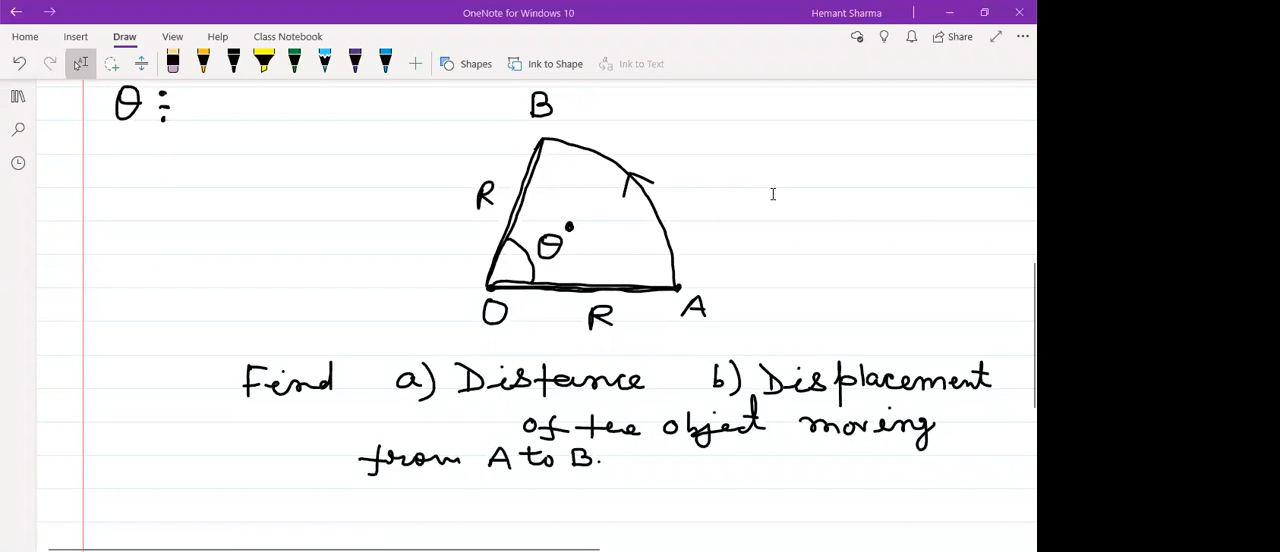 OneNote for Windows 10
Hemant Sharma
Home Insert Draw View Help Class Notebook
Share
Shapes Ink to Shape Ink to Text
θ :
B
R
θ°
O
R
A
Find a) Distance b) Displacement
of the object moving
from A to B.